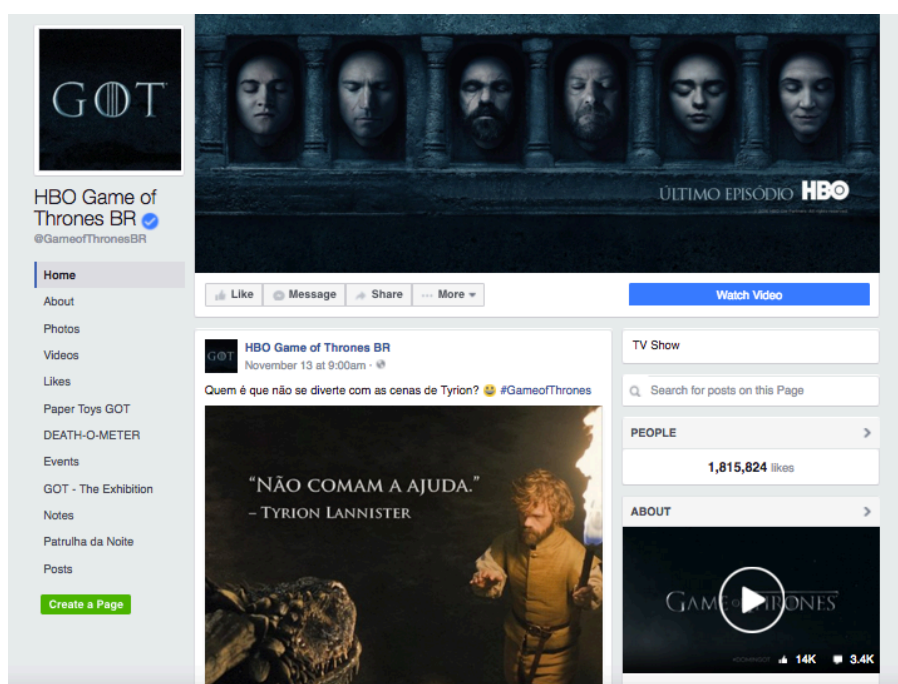 GOT
HBO Game of
Thrones BR
@GameofThronesBR
Home
About
Photos
Videos
Likes
Paper Toys GOT
DEATH-O-METER
Events
GOT - The Exhibition
Notes
Patrulha da Noite
Posts
Create a Page
ÚLTIMO EPISÓDIO HBO
Like
Message
Share
More
Watch Video
GOT
HBO Game of Thrones BR
November 13 at 9:00am
Quem é que não se diverte com as cenas de Tyrion? 😀 #GameofThrones
“NÃO COMAM A AJUDA.”
– TYRION LANNISTER
TV Show
Search for posts on this Page
PEOPLE
1,815,824 likes
ABOUT
GAME OF THRONES
14K 3.4K